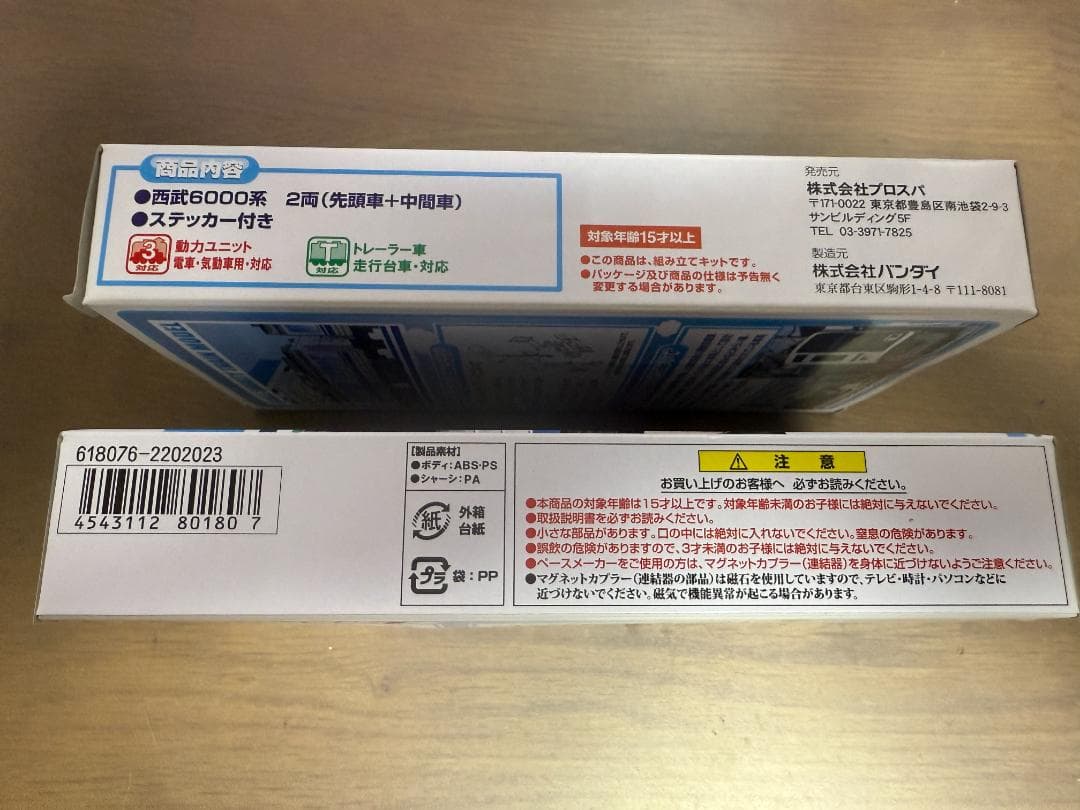 商品内容
●西武6000系 2両(先頭車+中間車)
●ステッカー付き
3
対応
動力ユニット
電車・気動車用・対応
T
対応
トレーラー車
走行台車・対応
対象年齢15才以上
●この商品は、組み立てキットです。
●パッケージ及び商品の仕様は予告無く
変更する場合があります。
発売元
株式会社プロスパ
〒171-0022 東京都豊島区南池袋2-9-3
サンビルディング5F
TEL 03-3971-7825
製造元
株式会社バンダイ
東京都台東区駒形1-4-8 〒111-8081
618076-2202023
4543112 80180 7
【製品素材】
●ボディ:ABS・PS
●シャーシ:PA
紙
外箱
台紙
プラ
袋:PP
⚠ 注 意
お買い上げのお客様へ 必ずお読みください。
●本商品の対象年齢は15才以上です。対象年齢未満のお子様には絶対に与えないでください。
●取扱説明書を必ずお読みください。
●小さな部品があります。口の中には絶対に入れないでください。窒息の危険があります。
●誤飲の危険がありますので、3才未満のお子様には絶対に与えないでください。
●ペースメーカーをご使用の方は、マグネットカプラー(連結器)を身体に近づけないようご注意ください。
●マグネットカプラー(連結器の部品)は磁石を使用していますので、テレビ・時計・パソコンなどに
近づけないでください。磁気で機能異常が起こる場合があります。